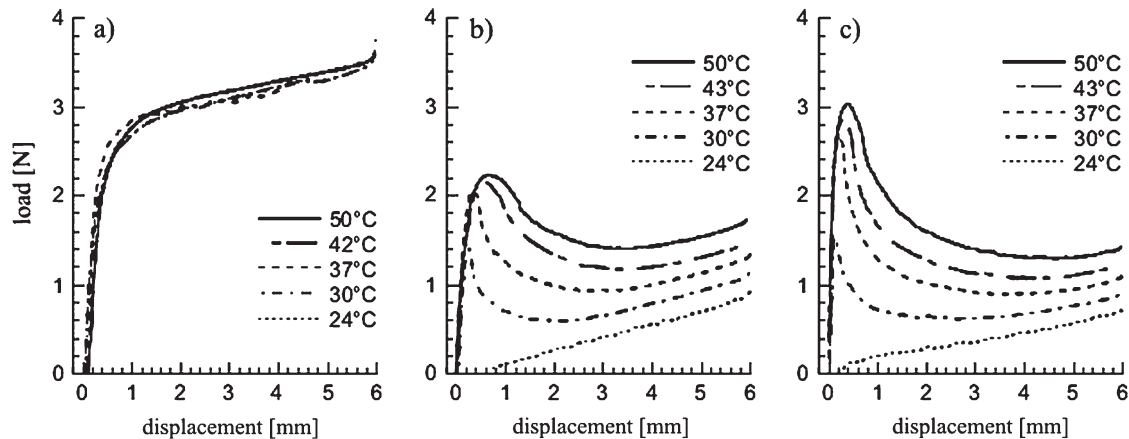 a)
4
3
2
1
0
load [N]
50°C
42°C
37°C
30°C
24°C
0 1 2 3 4 5 6
displacement [mm]
b)
4
3
2
1
0
50°C
43°C
37°C
30°C
24°C
0 1 2 3 4 5 6
displacement [mm]
c)
4
3
2
1
0
50°C
43°C
37°C
30°C
24°C
0 1 2 3 4 5 6
displacement [mm]